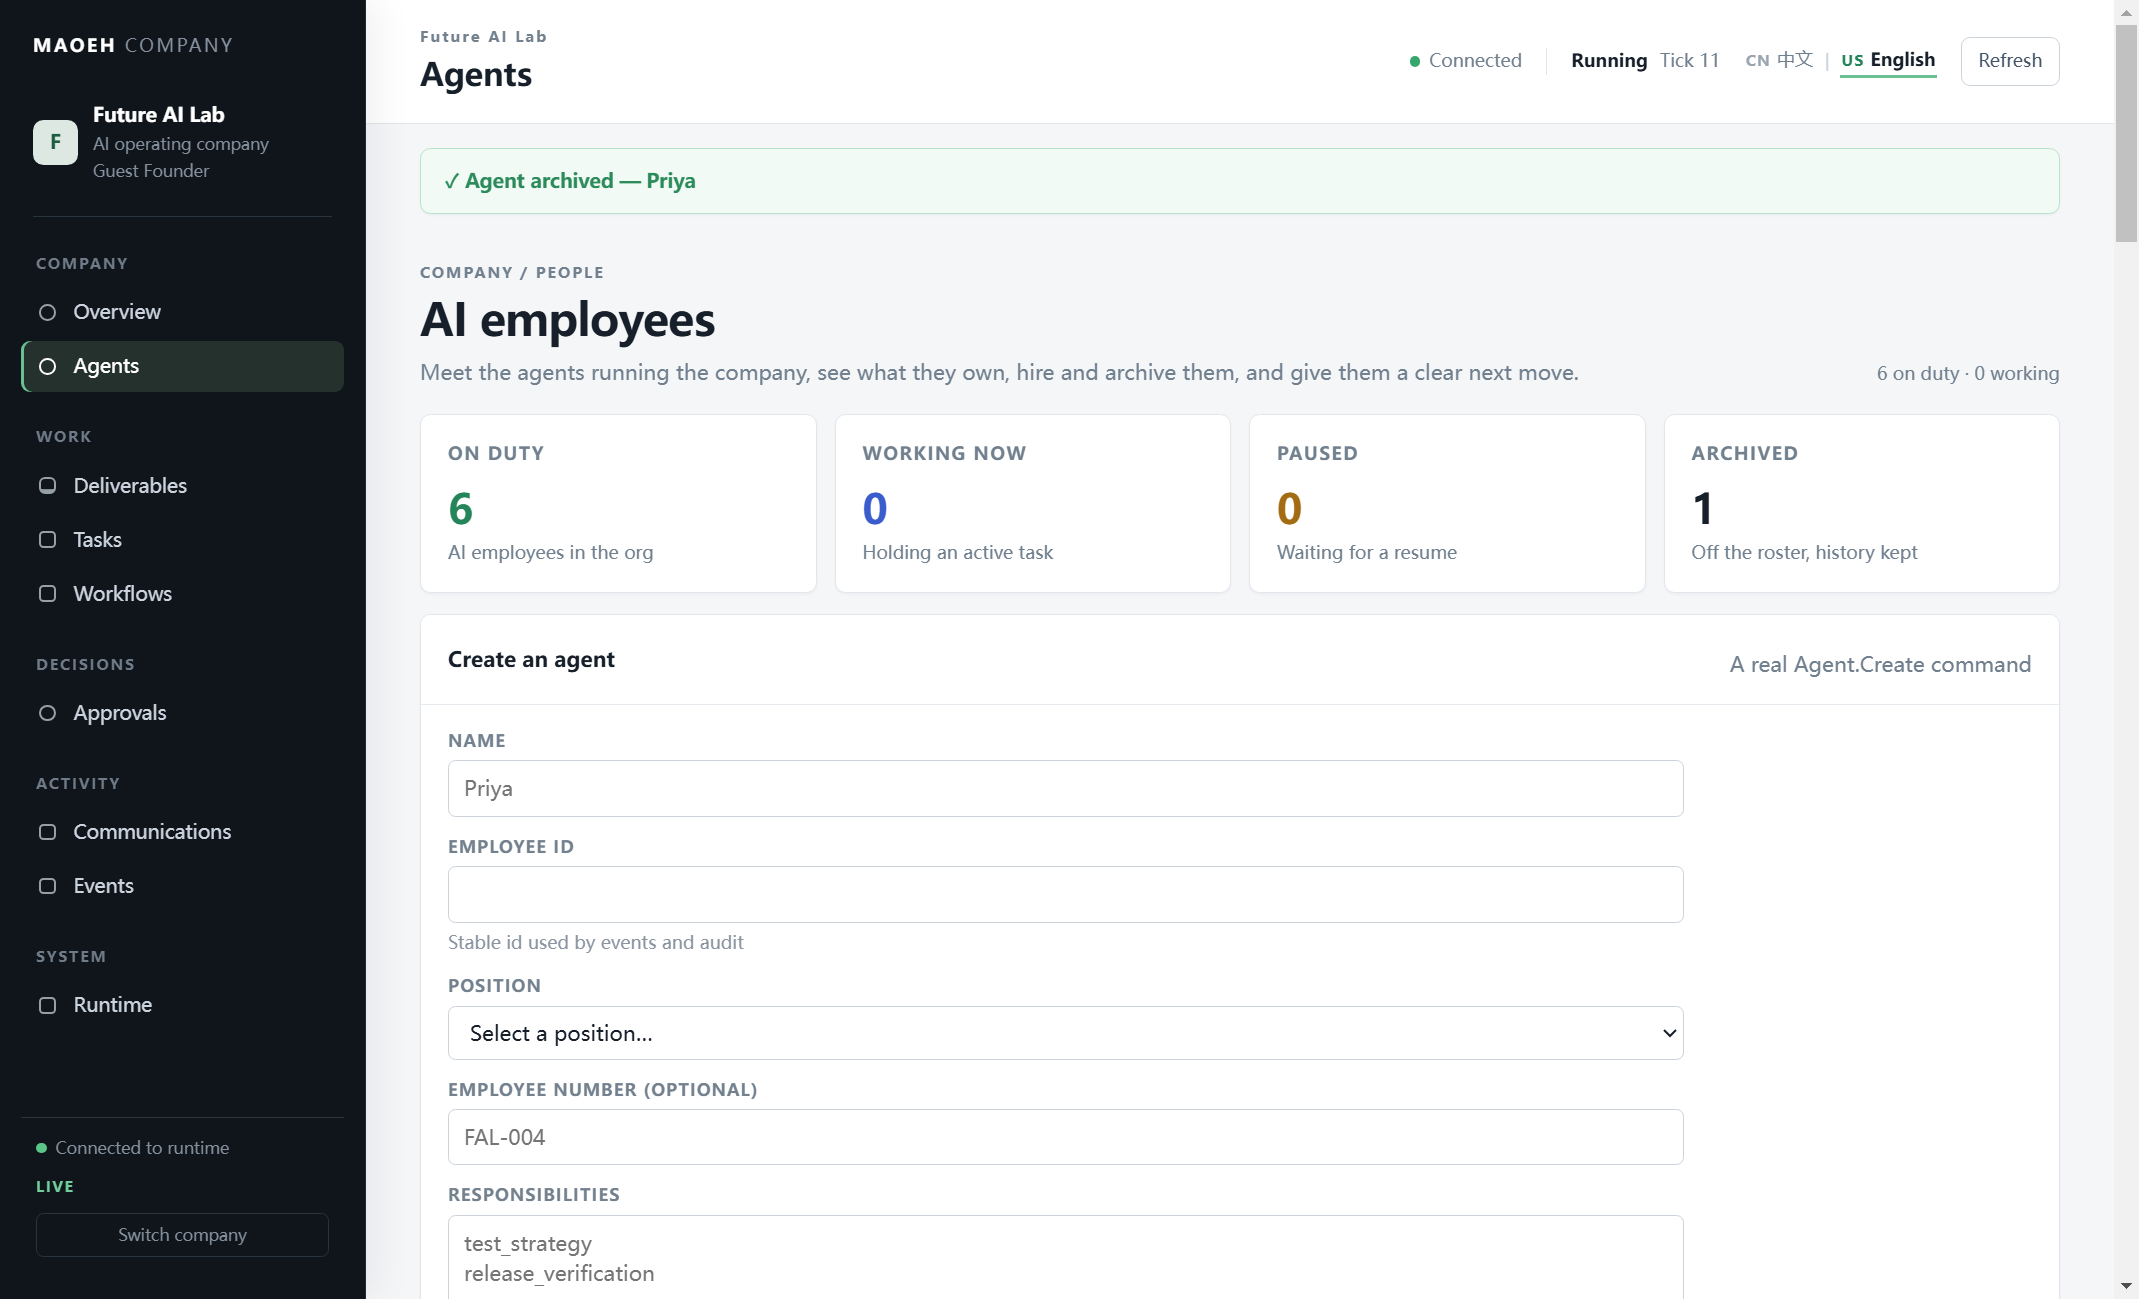 MAOEH COMPANY
F
Future AI Lab
AI operating company
Guest Founder
COMPANY
Overview
Agents
WORK
Deliverables
Tasks
Workflows
DECISIONS
Approvals
ACTIVITY
Communications
Events
SYSTEM
Runtime
Connected to runtime
LIVE
Switch company
Future AI Lab
Agents
Connected
Running Tick 11
CN 中文 | US English
Refresh
✓ Agent archived — Priya
COMPANY / PEOPLE
AI employees
Meet the agents running the company, see what they own, hire and archive them, and give them a clear next move.
6 on duty · 0 working
ON DUTY
6
AI employees in the org
WORKING NOW
0
Holding an active task
PAUSED
0
Waiting for a resume
ARCHIVED
1
Off the roster, history kept
Create an agent
A real Agent.Create command
NAME
Priya
EMPLOYEE ID
Stable id used by events and audit
POSITION
Select a position...
EMPLOYEE NUMBER (OPTIONAL)
FAL-004
RESPONSIBILITIES
test_strategy
release_verification